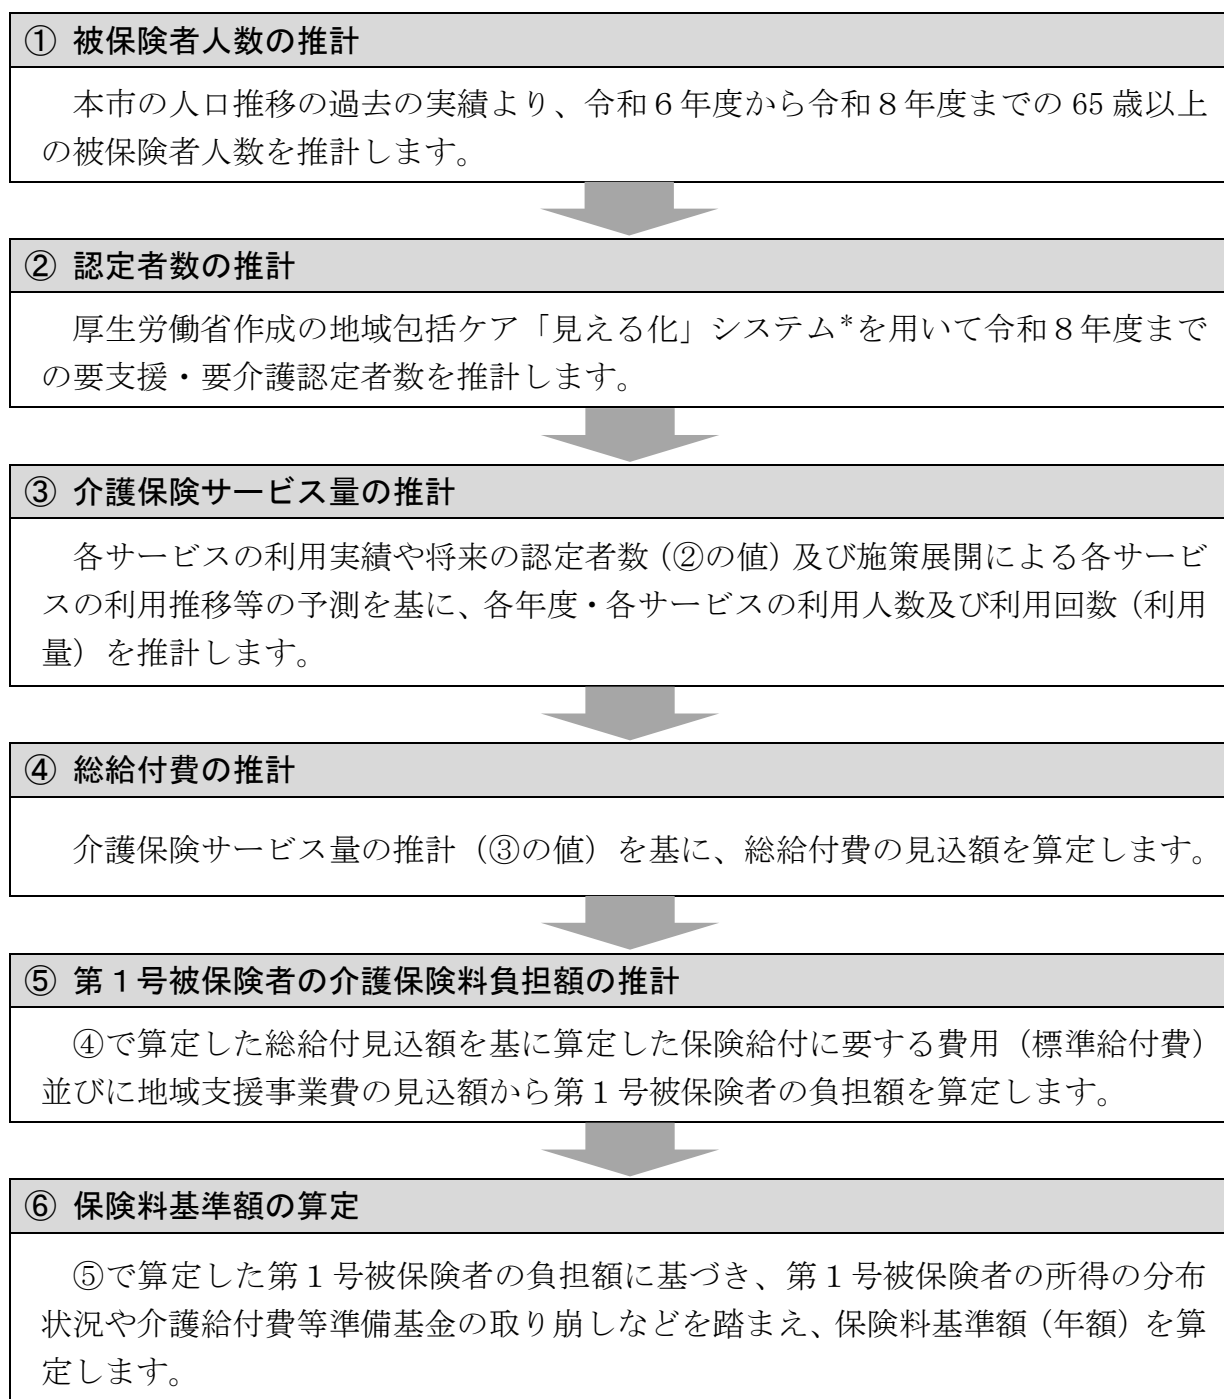 ① 被保険者人数の推計
本市の人口推移の過去の実績より、令和６年度から令和８年度までの 65 歳以上
の被保険者人数を推計します。
② 認定者数の推計
厚生労働省作成の地域包括ケア「見える化」システム*を用いて令和８年度まで
の要支援・要介護認定者数を推計します。
③ 介護保険サービス量の推計
各サービスの利用実績や将来の認定者数（②の値）及び施策展開による各サービ
スの利用推移等の予測を基に、各年度・各サービスの利用人数及び利用回数（利用
量）を推計します。
④ 総給付費の推計
介護保険サービス量の推計（③の値）を基に、総給付費の見込額を算定します。
⑤ 第１号被保険者の介護保険料負担額の推計
④で算定した総給付見込額を基に算定した保険給付に要する費用（標準給付費）
並びに地域支援事業費の見込額から第１号被保険者の負担額を算定します。
⑥ 保険料基準額の算定
⑤で算定した第１号被保険者の負担額に基づき、第１号被保険者の所得の分布
状況や介護給付費等準備基金の取り崩しなどを踏まえ、保険料基準額（年額）を算
定します。